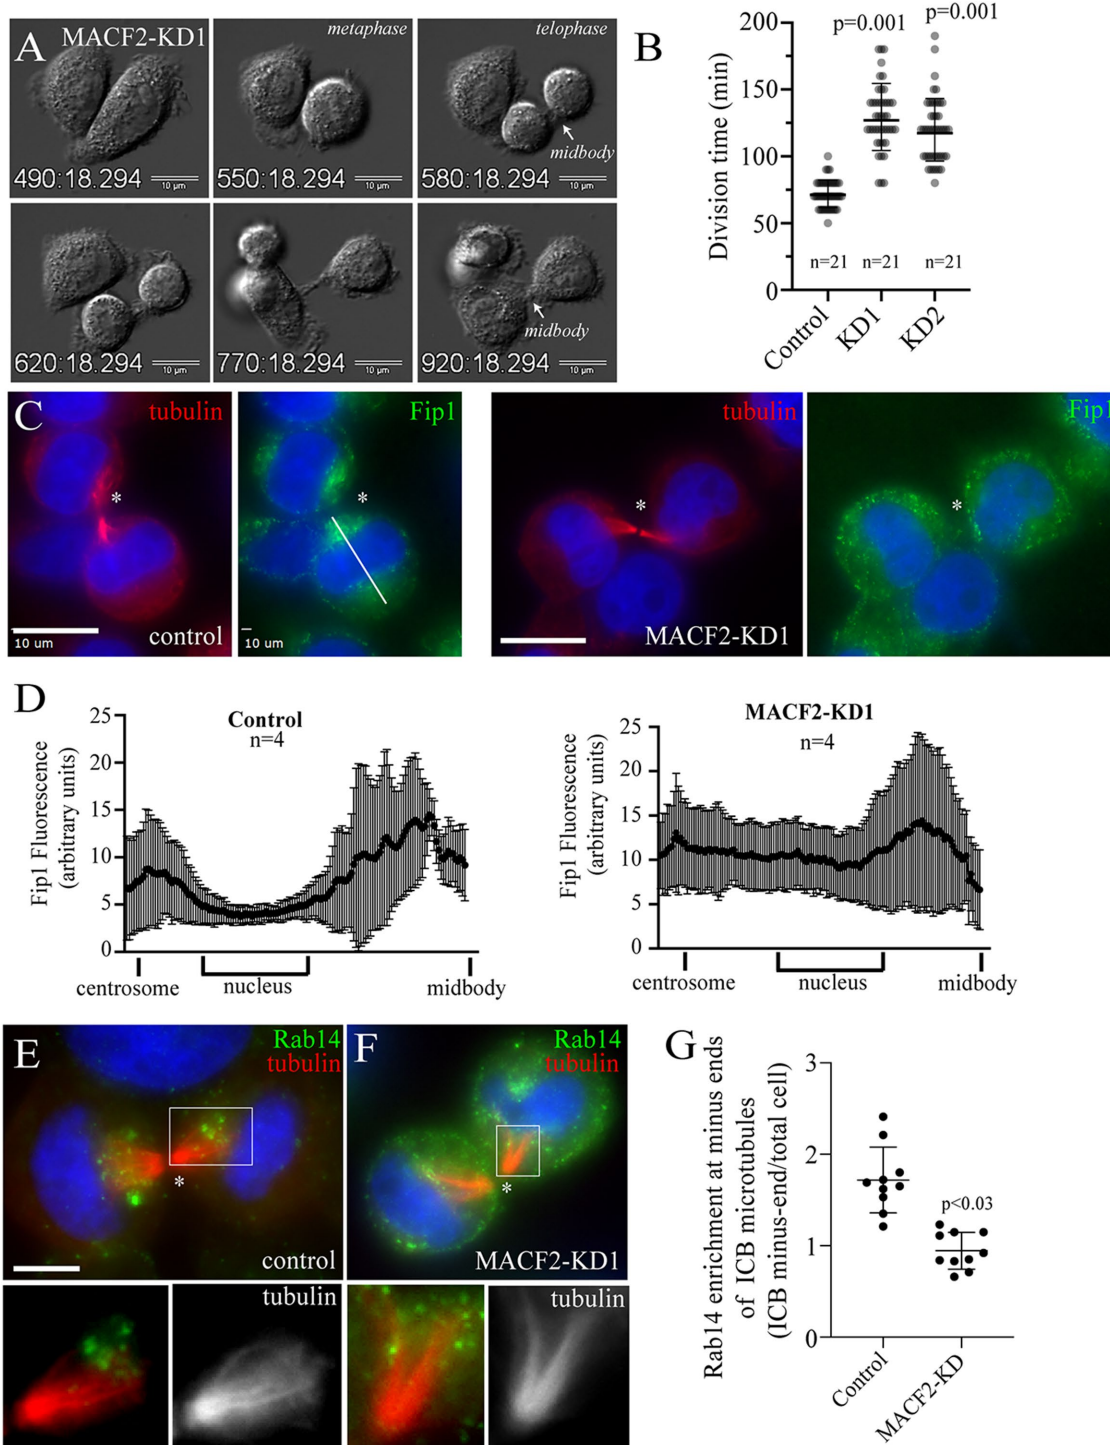 A
MACF2-KD1
490:18.294
10 µm
metaphase
550:18.294
10 µm
telophase
midbody
580:18.294
10 µm
620:18.294
10 µm
770:18.294
10 µm
midbody
920:18.294
10 µm
B
Division time (min)
200
150
100
50
0
p=0.001
p=0.001
n=21
n=21
n=21
Control
KD1
KD2
C
tubulin
*
10 um
control
Fip1
*
10 um
tubulin
*
MACF2-KD1
Fip1
*
D
Control
n=4
Fip1 Fluorescence
(arbitrary units)
25
20
15
10
5
0
centrosome
nucleus
midbody
MACF2-KD1
n=4
Fip1 Fluorescence
(arbitrary units)
25
20
15
10
5
0
centrosome
nucleus
midbody
E
Rab14
tubulin
*
control
tubulin
F
Rab14
tubulin
*
MACF2-KD1
tubulin
G
Rab14 enrichment at minus ends
of ICB microtubules
(ICB minus-end/total cell)
3
2
1
0
p<0.03
Control
MACF2-KD